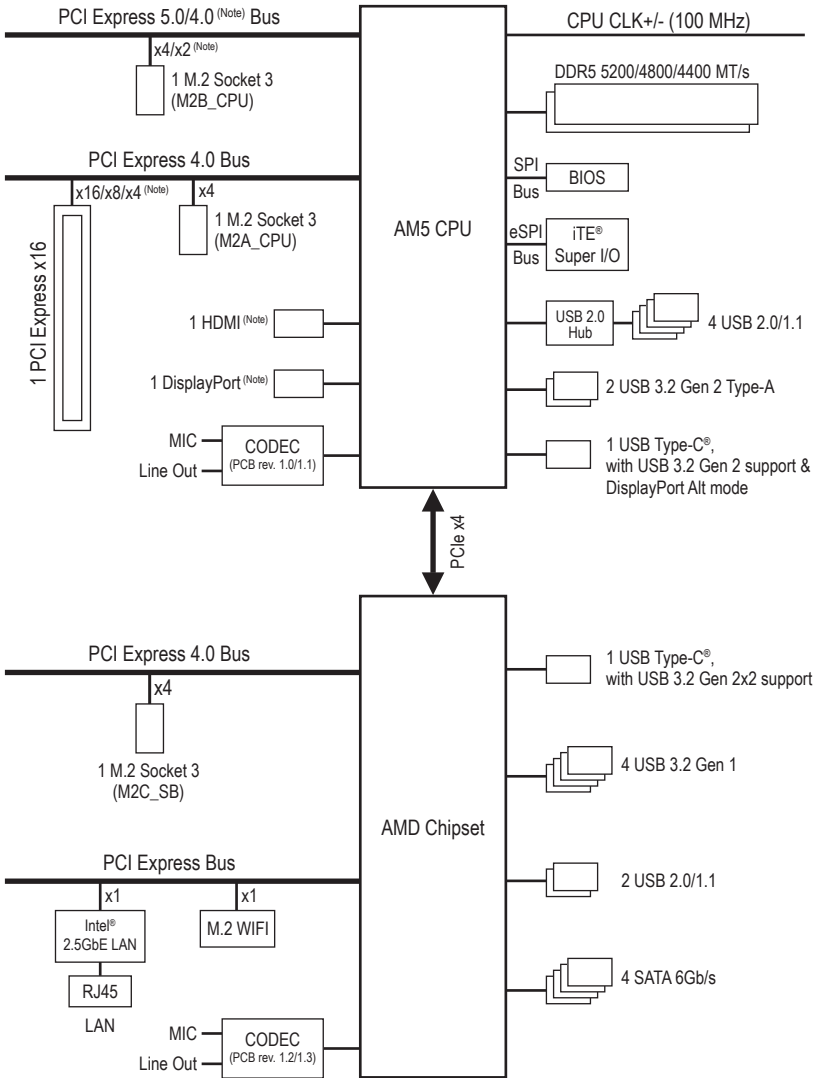 PCI Express 5.0/4.0 (Note) Bus
CPU CLK+/- (100 MHz)
x4/x2 (Note)
1 M.2 Socket 3
(M2B_CPU)
DDR5 5200/4800/4400 MT/s
PCI Express 4.0 Bus
x16/x8/x4 (Note)
x4
1 M.2 Socket 3
(M2A_CPU)
1 PCI Express x16
AM5 CPU
SPI
Bus
BIOS
eSPI
Bus
iTE®
Super I/O
1 HDMI (Note)
USB 2.0
Hub
4 USB 2.0/1.1
1 DisplayPort (Note)
2 USB 3.2 Gen 2 Type-A
MIC
Line Out
CODEC
(PCB rev. 1.0/1.1)
1 USB Type-C®,
with USB 3.2 Gen 2 support &
DisplayPort Alt mode
PCIe x4
PCI Express 4.0 Bus
x4
1 M.2 Socket 3
(M2C_SB)
AMD Chipset
1 USB Type-C®,
with USB 3.2 Gen 2x2 support
4 USB 3.2 Gen 1
PCI Express Bus
x1
x1
Intel®
2.5GbE LAN
M.2 WIFI
RJ45
LAN
2 USB 2.0/1.1
4 SATA 6Gb/s
MIC
Line Out
CODEC
(PCB rev. 1.2/1.3)